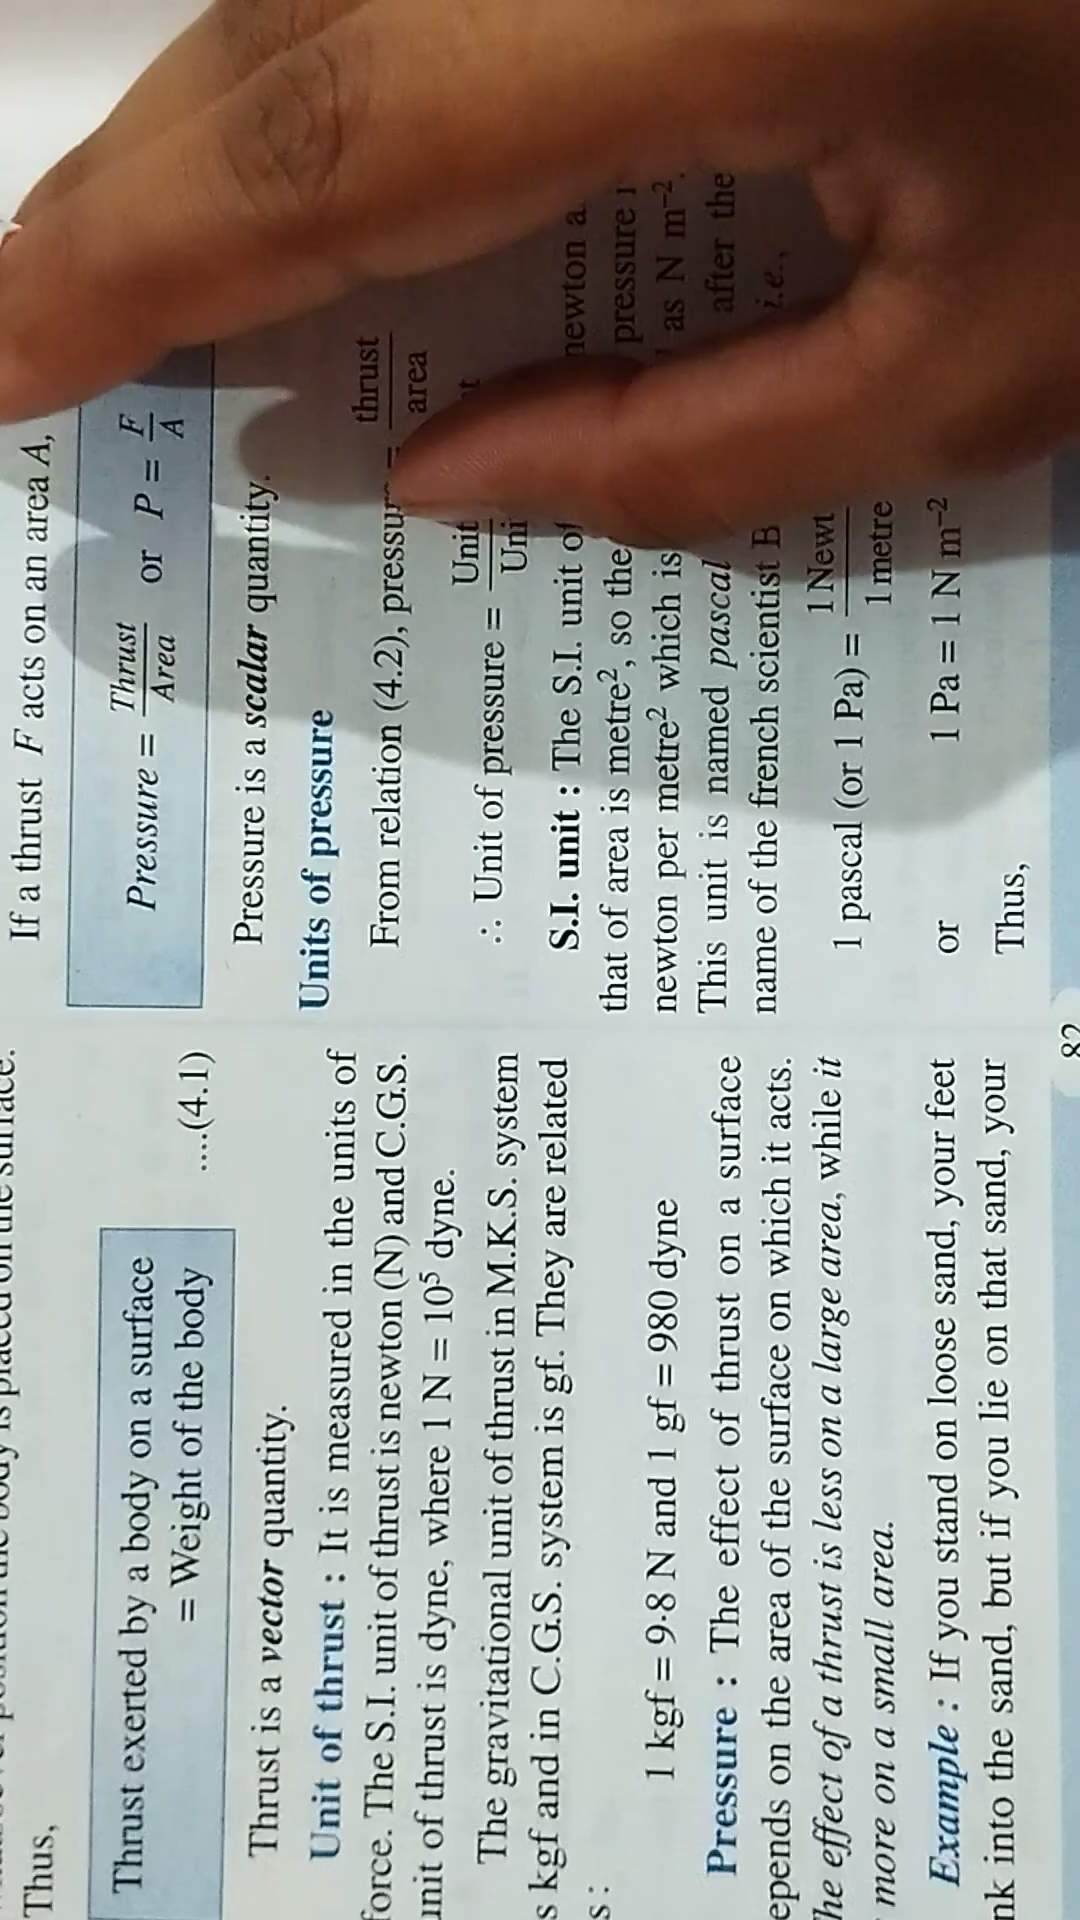 Thus,
Thrust exerted by a body on a surface
= Weight of the body
....(4.1)
Thrust is a vector quantity.
Unit of thrust : It is measured in the units of
force. The S.I. unit of thrust is newton (N) and C.G.S.
unit of thrust is dyne, where 1 N = 10⁵ dyne.
The gravitational unit of thrust in M.K.S. system
s kgf and in C.G.S. system is gf. They are related
s :
1 kgf = 9·8 N and 1 gf = 980 dyne
Pressure : The effect of thrust on a surface
epends on the area of the surface on which it acts.
he effect of a thrust is less on a large area, while it
more on a small area.
Example : If you stand on loose sand, your feet
nk into the sand, but if you lie on that sand, your
If a thrust F acts on an area A,
Pressure = Thrust/Area or P = F/A
Pressure is a scalar quantity.
Units of pressure
From relation (4.2), pressure = thrust/area
∴ Unit of pressure = Unit
S.I. unit : The S.I. unit of newton a
that of area is metre², so the pressure
newton per metre² which is as N m⁻².
This unit is named pascal after the
name of the french scientist B i.e.,
1 pascal (or 1 Pa) = 1 Newt/1 metre
or 1 Pa = 1 N m⁻²
Thus,
82